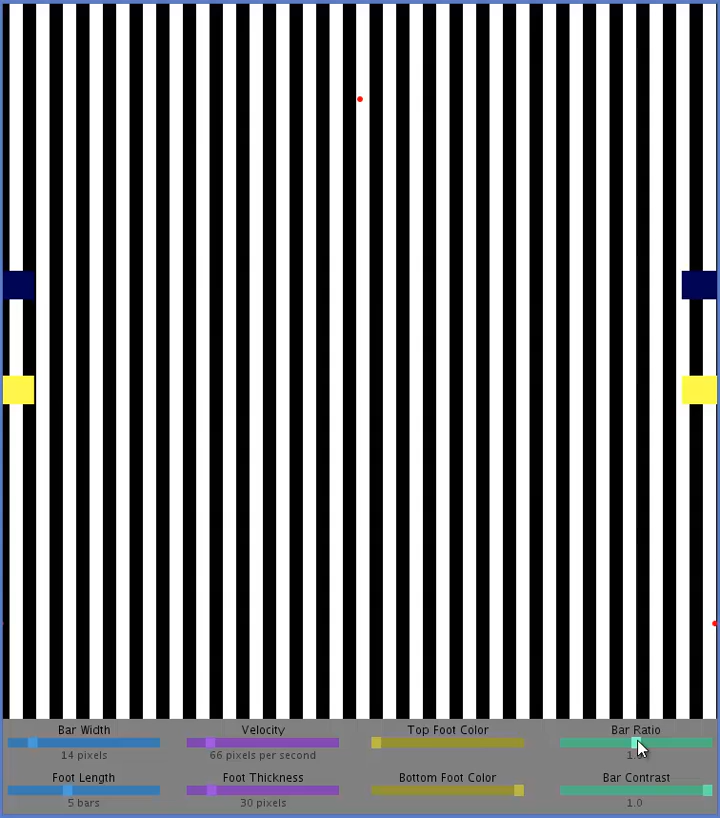 Bar Width Velocity Top Foot Color Bar Ratio
14 pixels 66 pixels per second
Foot Length Foot Thickness Bottom Foot Color Bar Contrast
5 bars 30 pixels 1.0